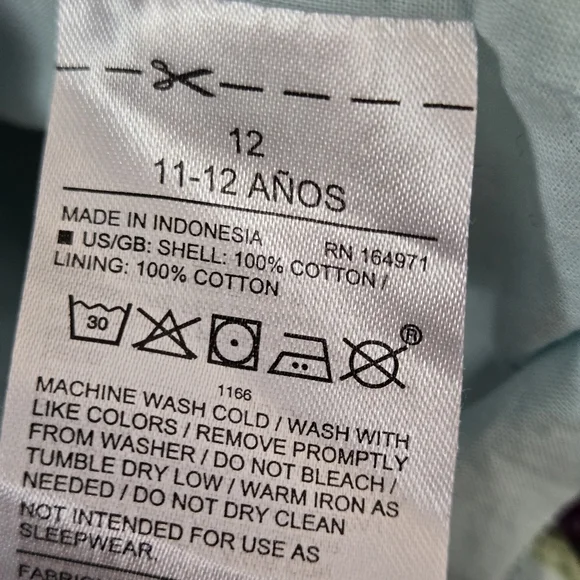 12
11-12 AÑOS
MADE IN INDONESIA RN 164971
US/GB: SHELL: 100% COTTON /
LINING: 100% COTTON
30
®
1166
MACHINE WASH COLD / WASH WITH
LIKE COLORS / REMOVE PROMPTLY
FROM WASHER / DO NOT BLEACH /
TUMBLE DRY LOW / WARM IRON AS
NEEDED / DO NOT DRY CLEAN
NOT INTENDED FOR USE AS
SLEEPWEAR.